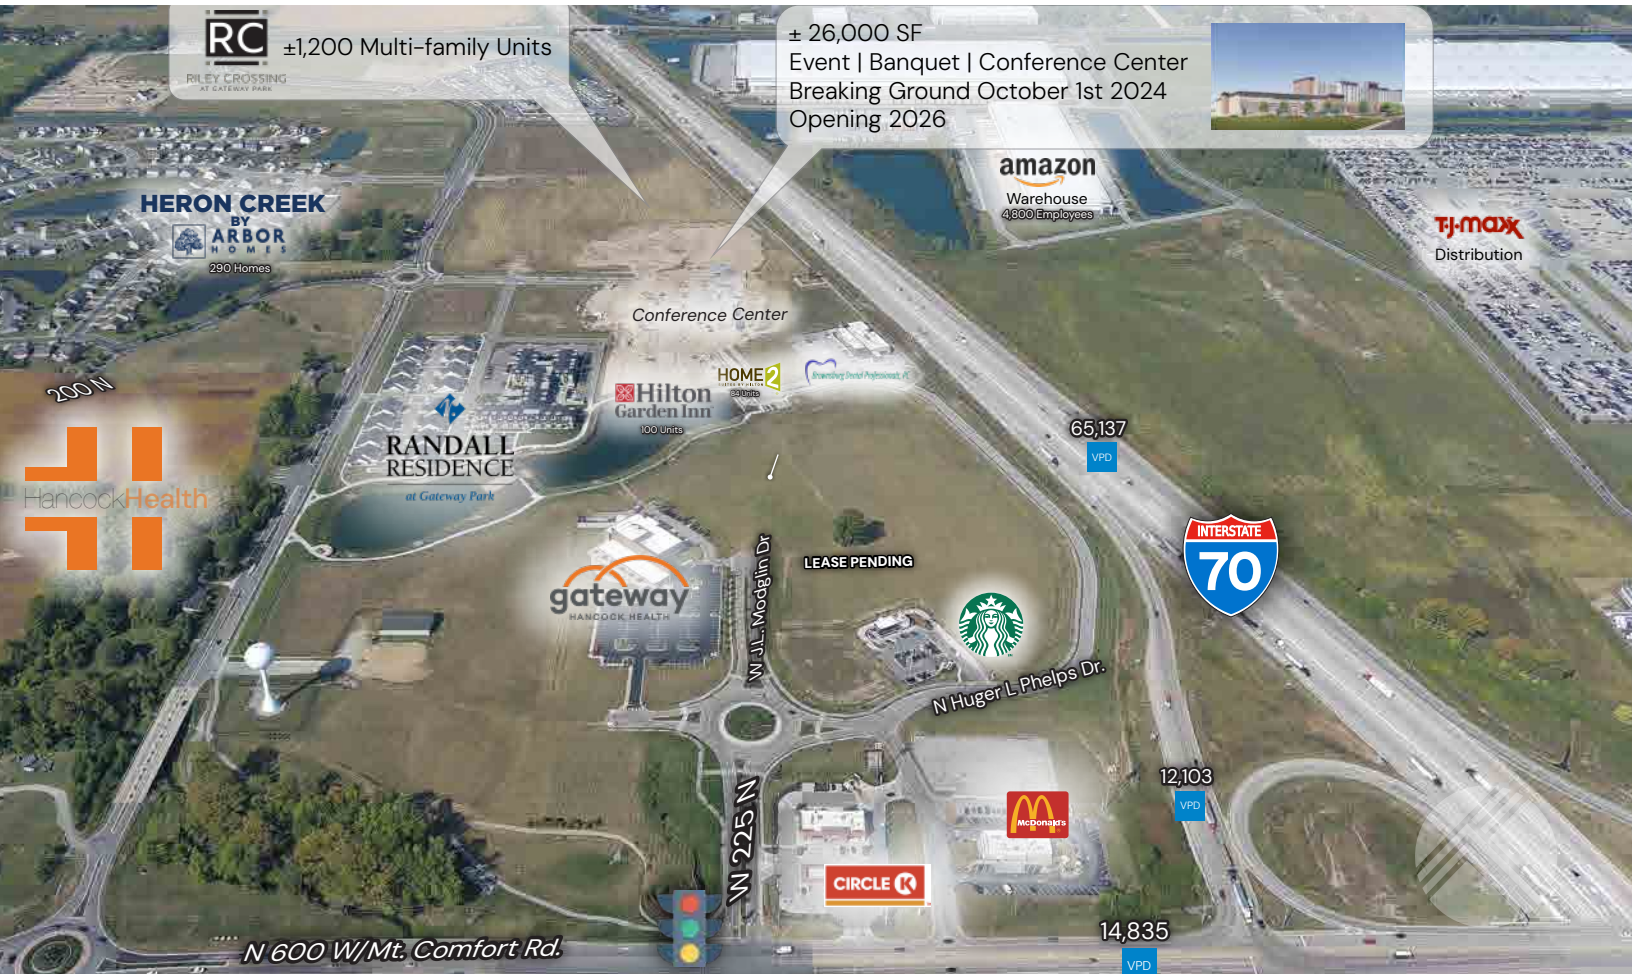 RC
RILEY CROSSING
AT GATEWAY PARK
±1,200 Multi-family Units
± 26,000 SF
Event | Banquet | Conference Center
Breaking Ground October 1st 2024
Opening 2026
amazon
Warehouse
4,800 Employees
T·J·maxx
Distribution
HERON CREEK
BY
ARBOR
HOMES
290 Homes
Conference Center
200 N
HOME2
SUITES BY HILTON
84 Units
Brownsburg Dental Professionals, PC
Hilton
Garden Inn
100 Units
RANDALL
RESIDENCE
at Gateway Park
65,137
VPD
HancockHealth
INTERSTATE
70
LEASE PENDING
W J.L. Modglin Dr
gateway
HANCOCK HEALTH
N Huger L Phelps Dr.
12,103
VPD
W 225 N
McDonald's
CIRCLE K
14,835
VPD
N 600 W/Mt. Comfort Rd.